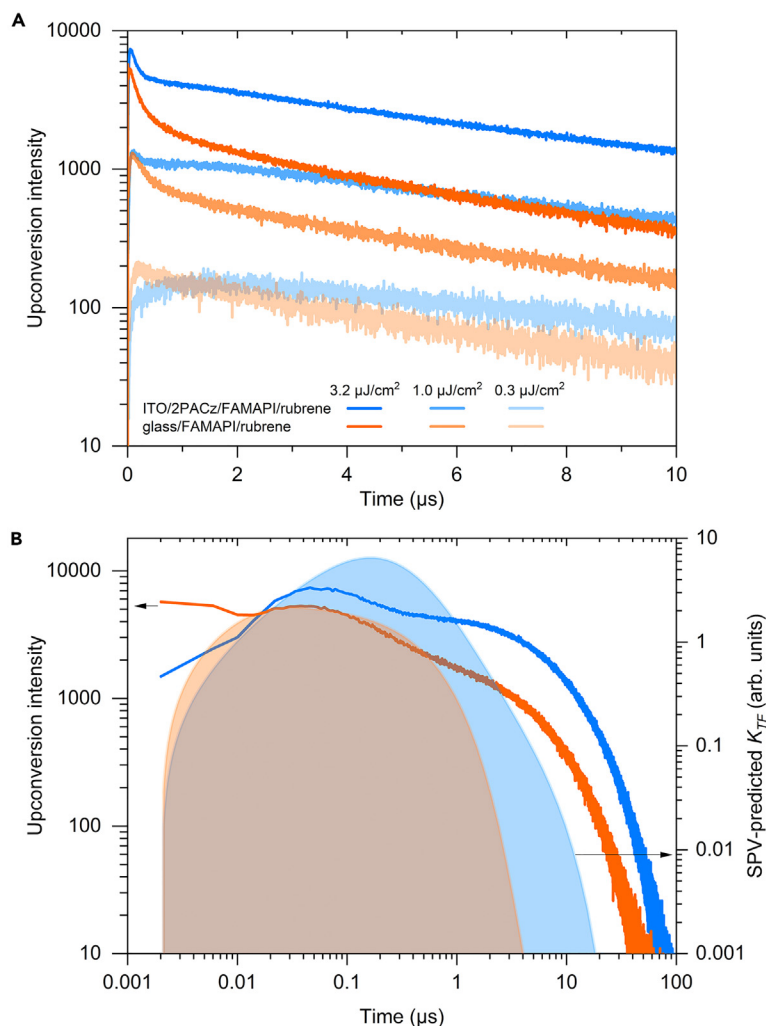 A
10000
1000
100
10
Upconversion intensity
3.2 µJ/cm² 1.0 µJ/cm² 0.3 µJ/cm²
ITO/2PACz/FAMAPI/rubrene
glass/FAMAPI/rubrene
0 2 4 6 8 10
Time (µs)
B
10000
1000
100
10
Upconversion intensity
10
1
0.1
0.01
0.001
SPV-predicted K_TF (arb. units)
0.001 0.01 0.1 1 10 100
Time (µs)